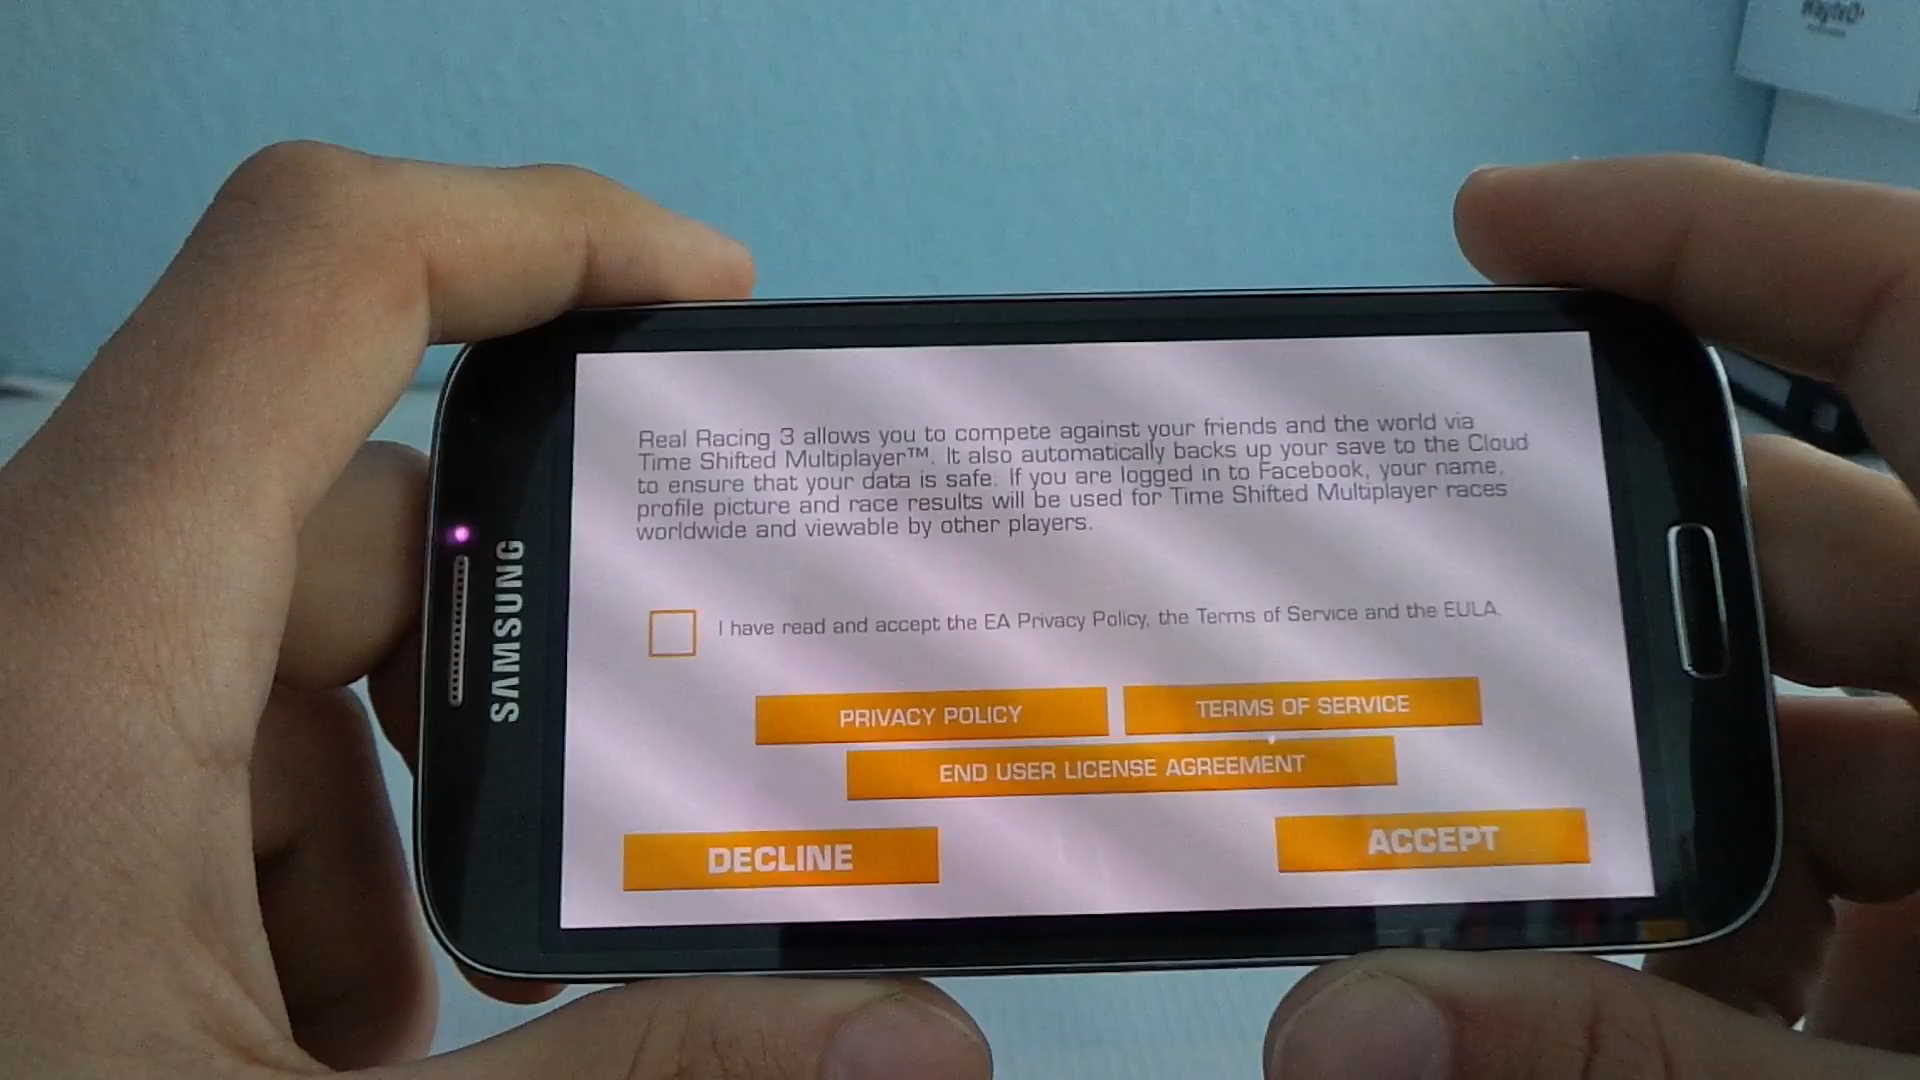 Real Racing 3 allows you to compete against your friends and the world via
Time Shifted Multiplayer™. It also automatically backs up your save to the Cloud
to ensure that your data is safe. If you are logged in to Facebook, your name,
profile picture and race results will be used for Time Shifted Multiplayer races
worldwide and viewable by other players.
I have read and accept the EA Privacy Policy, the Terms of Service and the EULA.
PRIVACY POLICY
TERMS OF SERVICE
END USER LICENSE AGREEMENT
DECLINE
ACCEPT
SAMSUNG